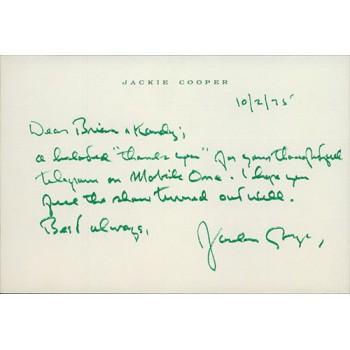 JACKIE COOPER
10/2/75
Dear Brian & Kandy;
a belated "thank you" for your thoughtful
telegram on Mobile One. I hope you
the show turned out well.
Best always,
Jackie Cooper